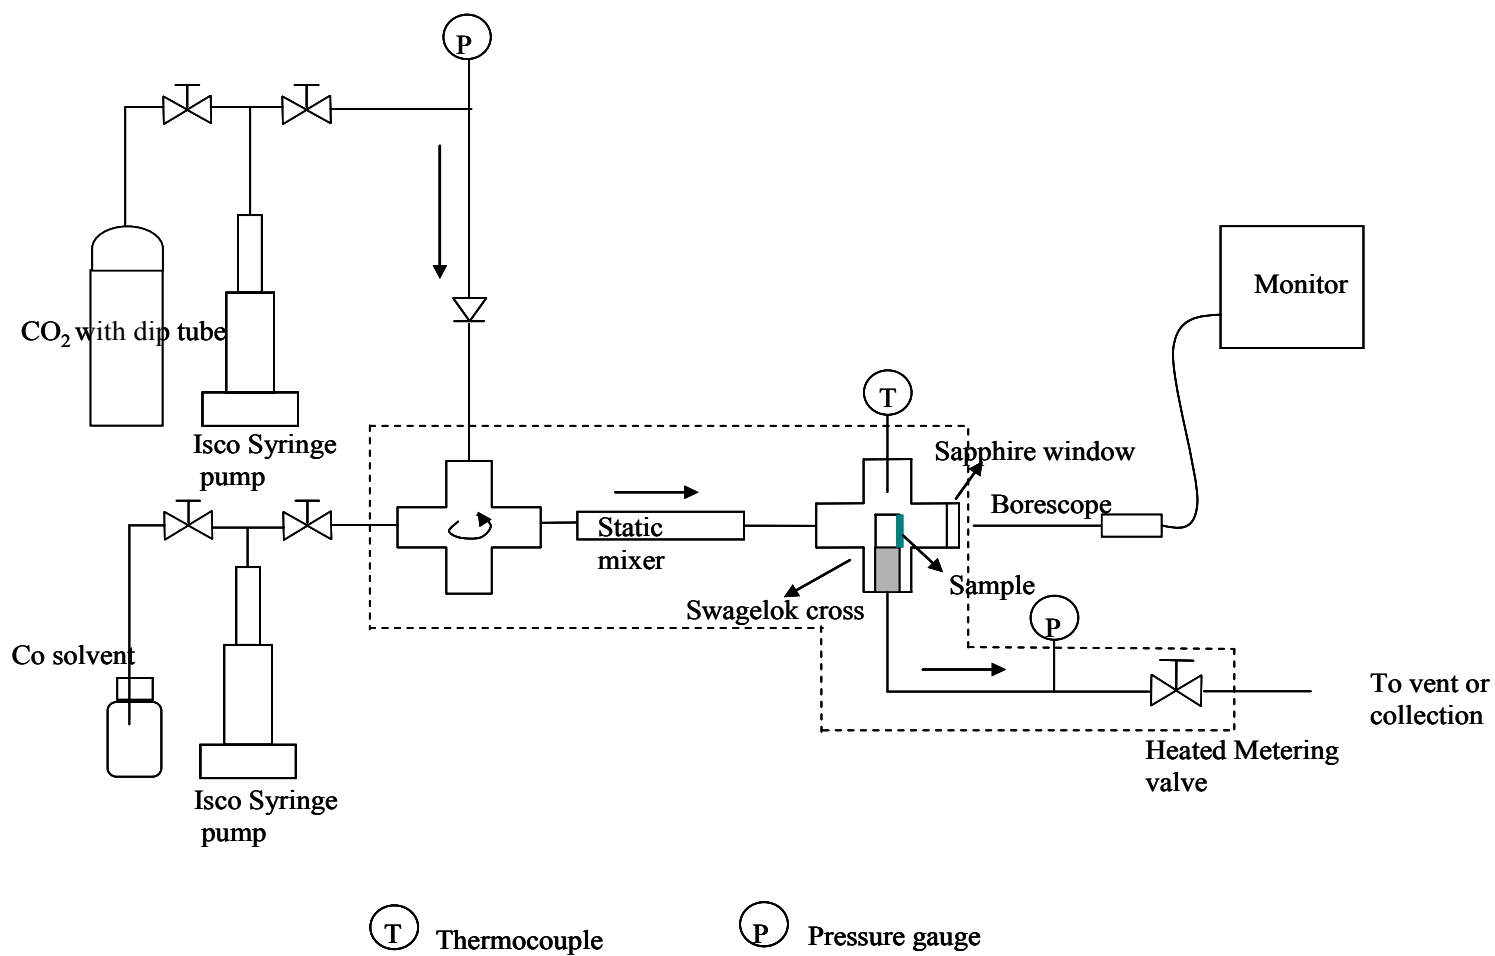 P
CO2 with dip tube
Monitor
T
Isco Syringe
pump
Sapphire window
Borescope
Static
mixer
Sample
Swagelok cross
P
Co solvent
To vent or
collection
Heated Metering
valve
Isco Syringe
pump
T Thermocouple
P Pressure gauge